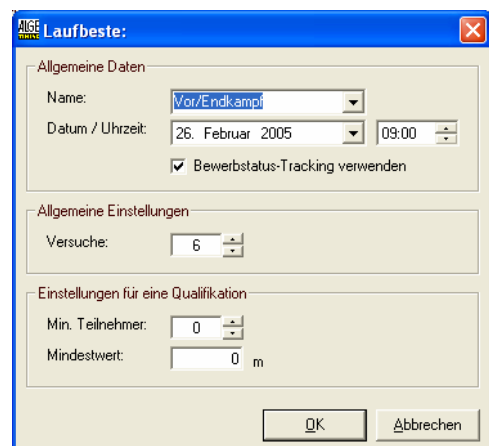 ALGE
TIMING
Laufbeste:
Allgemeine Daten
Name: Vor/Endkampf
Datum / Uhrzeit: 26. Februar 2005 09:00
Bewerbstatus-Tracking verwenden
Allgemeine Einstellungen
Versuche: 6
Einstellungen für eine Qualifikation
Min. Teilnehmer: 0
Mindestwert: 0 m
OK Abbrechen